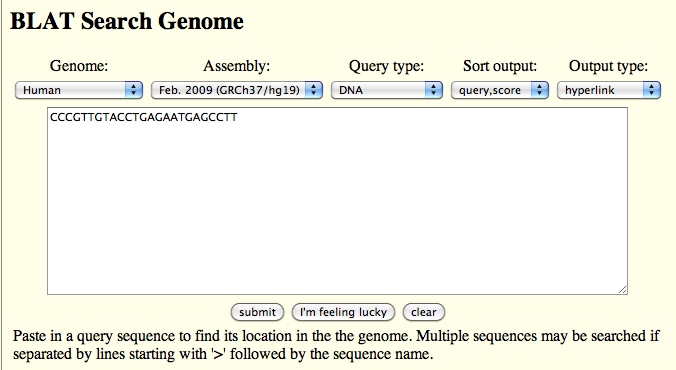 BLAT Search Genome
Genome: Assembly: Query type: Sort output: Output type:
Human Feb. 2009 (GRCh37/hg19) DNA query,score hyperlink
CCCGTTGTACCTGAGAATGAGCCTT
submit I'm feeling lucky clear
Paste in a query sequence to find its location in the the genome. Multiple sequences may be searched if
separated by lines starting with '>' followed by the sequence name.